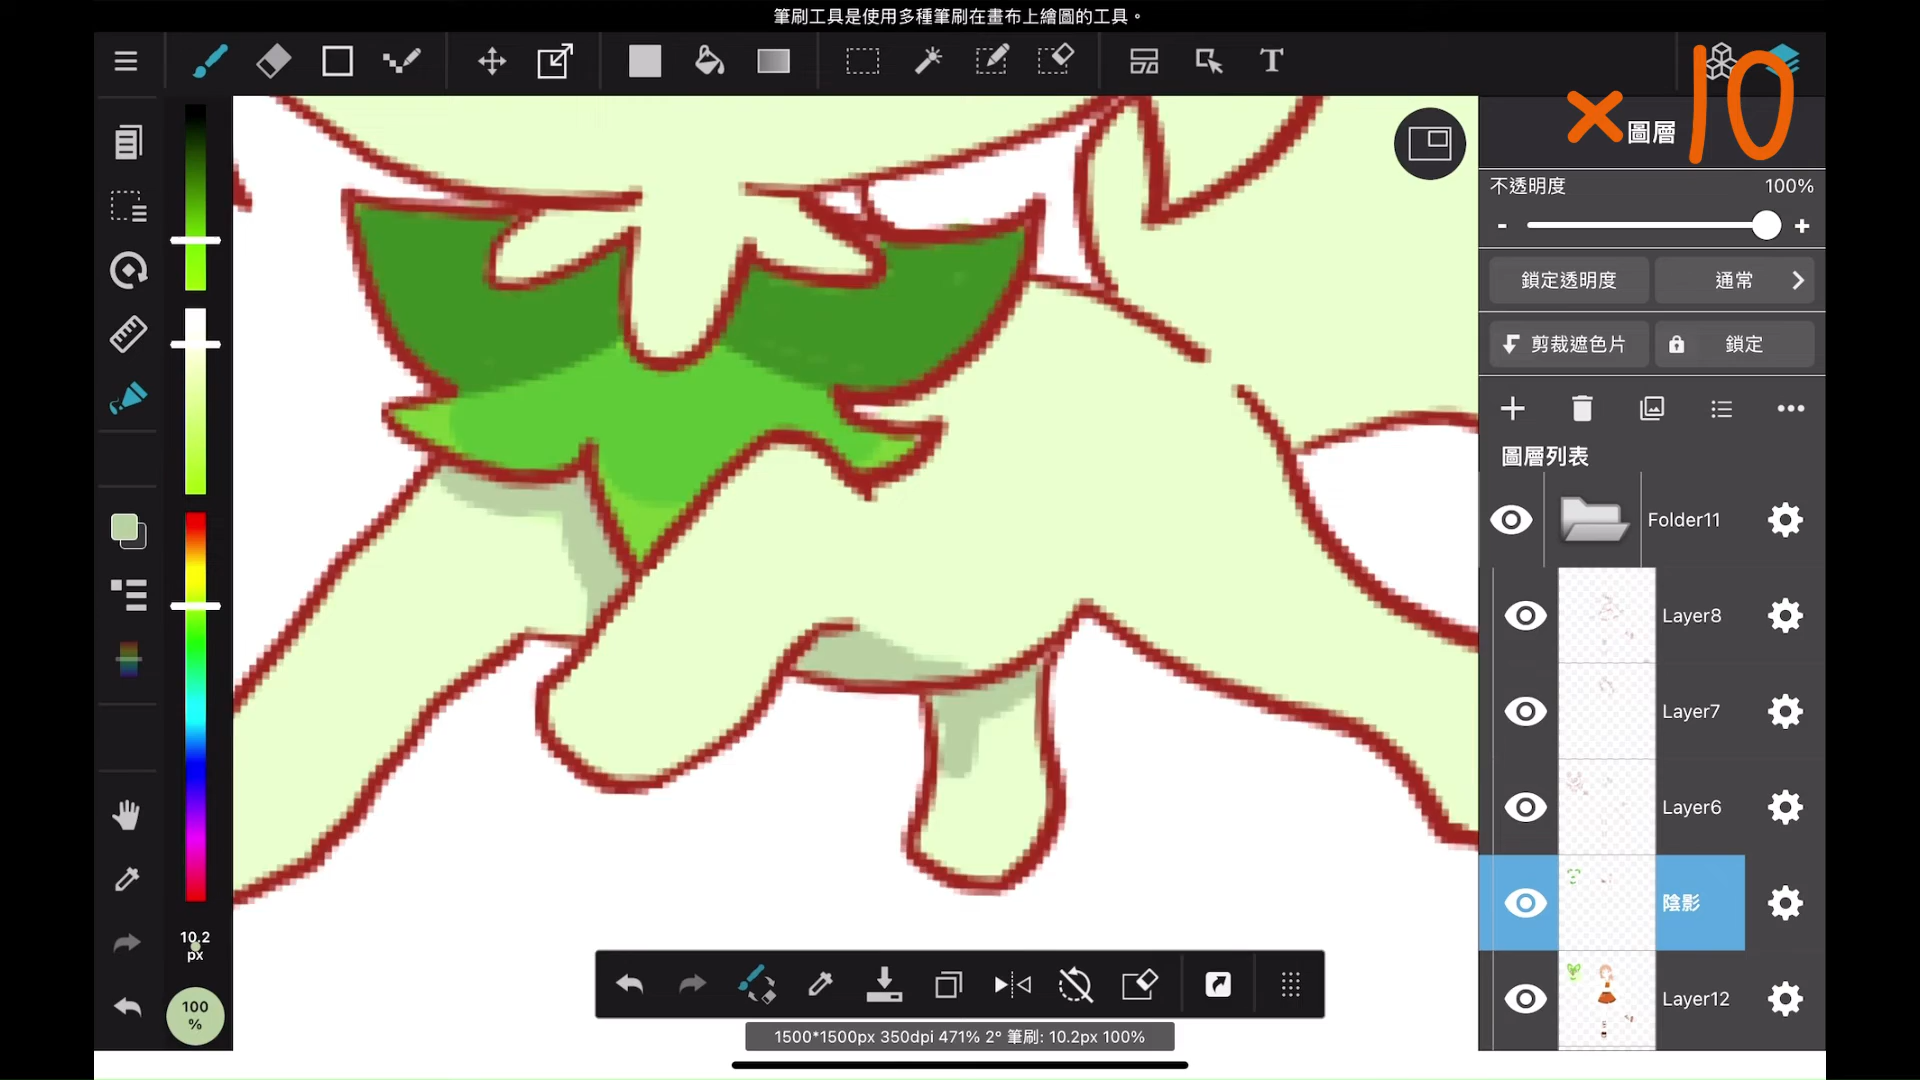 筆刷工具是使用多種筆刷在畫布上繪圖的工具。
T
×10
圖層
不透明度 100%
- +
鎖定透明度 通常
剪裁遮色片 鎖定
圖層列表
Folder11
Layer8
Layer7
Layer6
陰影
Layer12
10.2
px
100
%
1500*1500px 350dpi 471% 2° 筆刷: 10.2px 100%